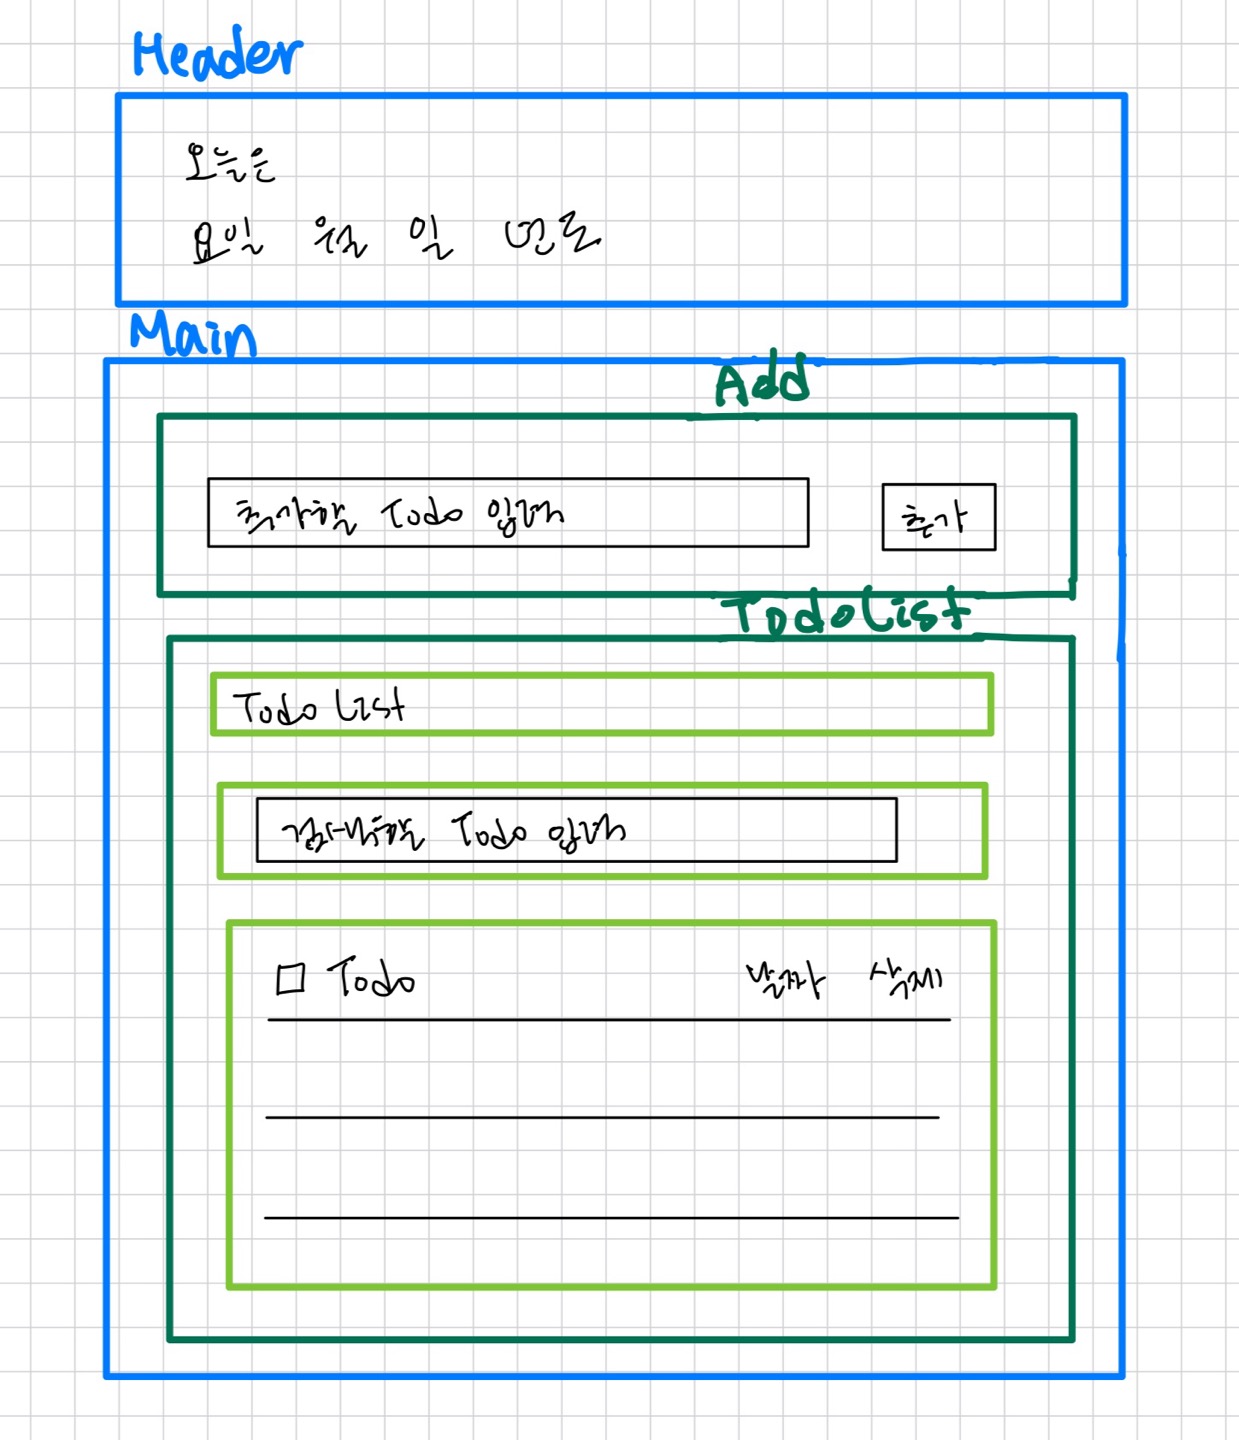 Header
오늘은
요일 월 일 년도
Main
Add
추가할 Todo 입력
추가
TodoList
Todo List
검색할 Todo 입력
Todo 날짜 삭제